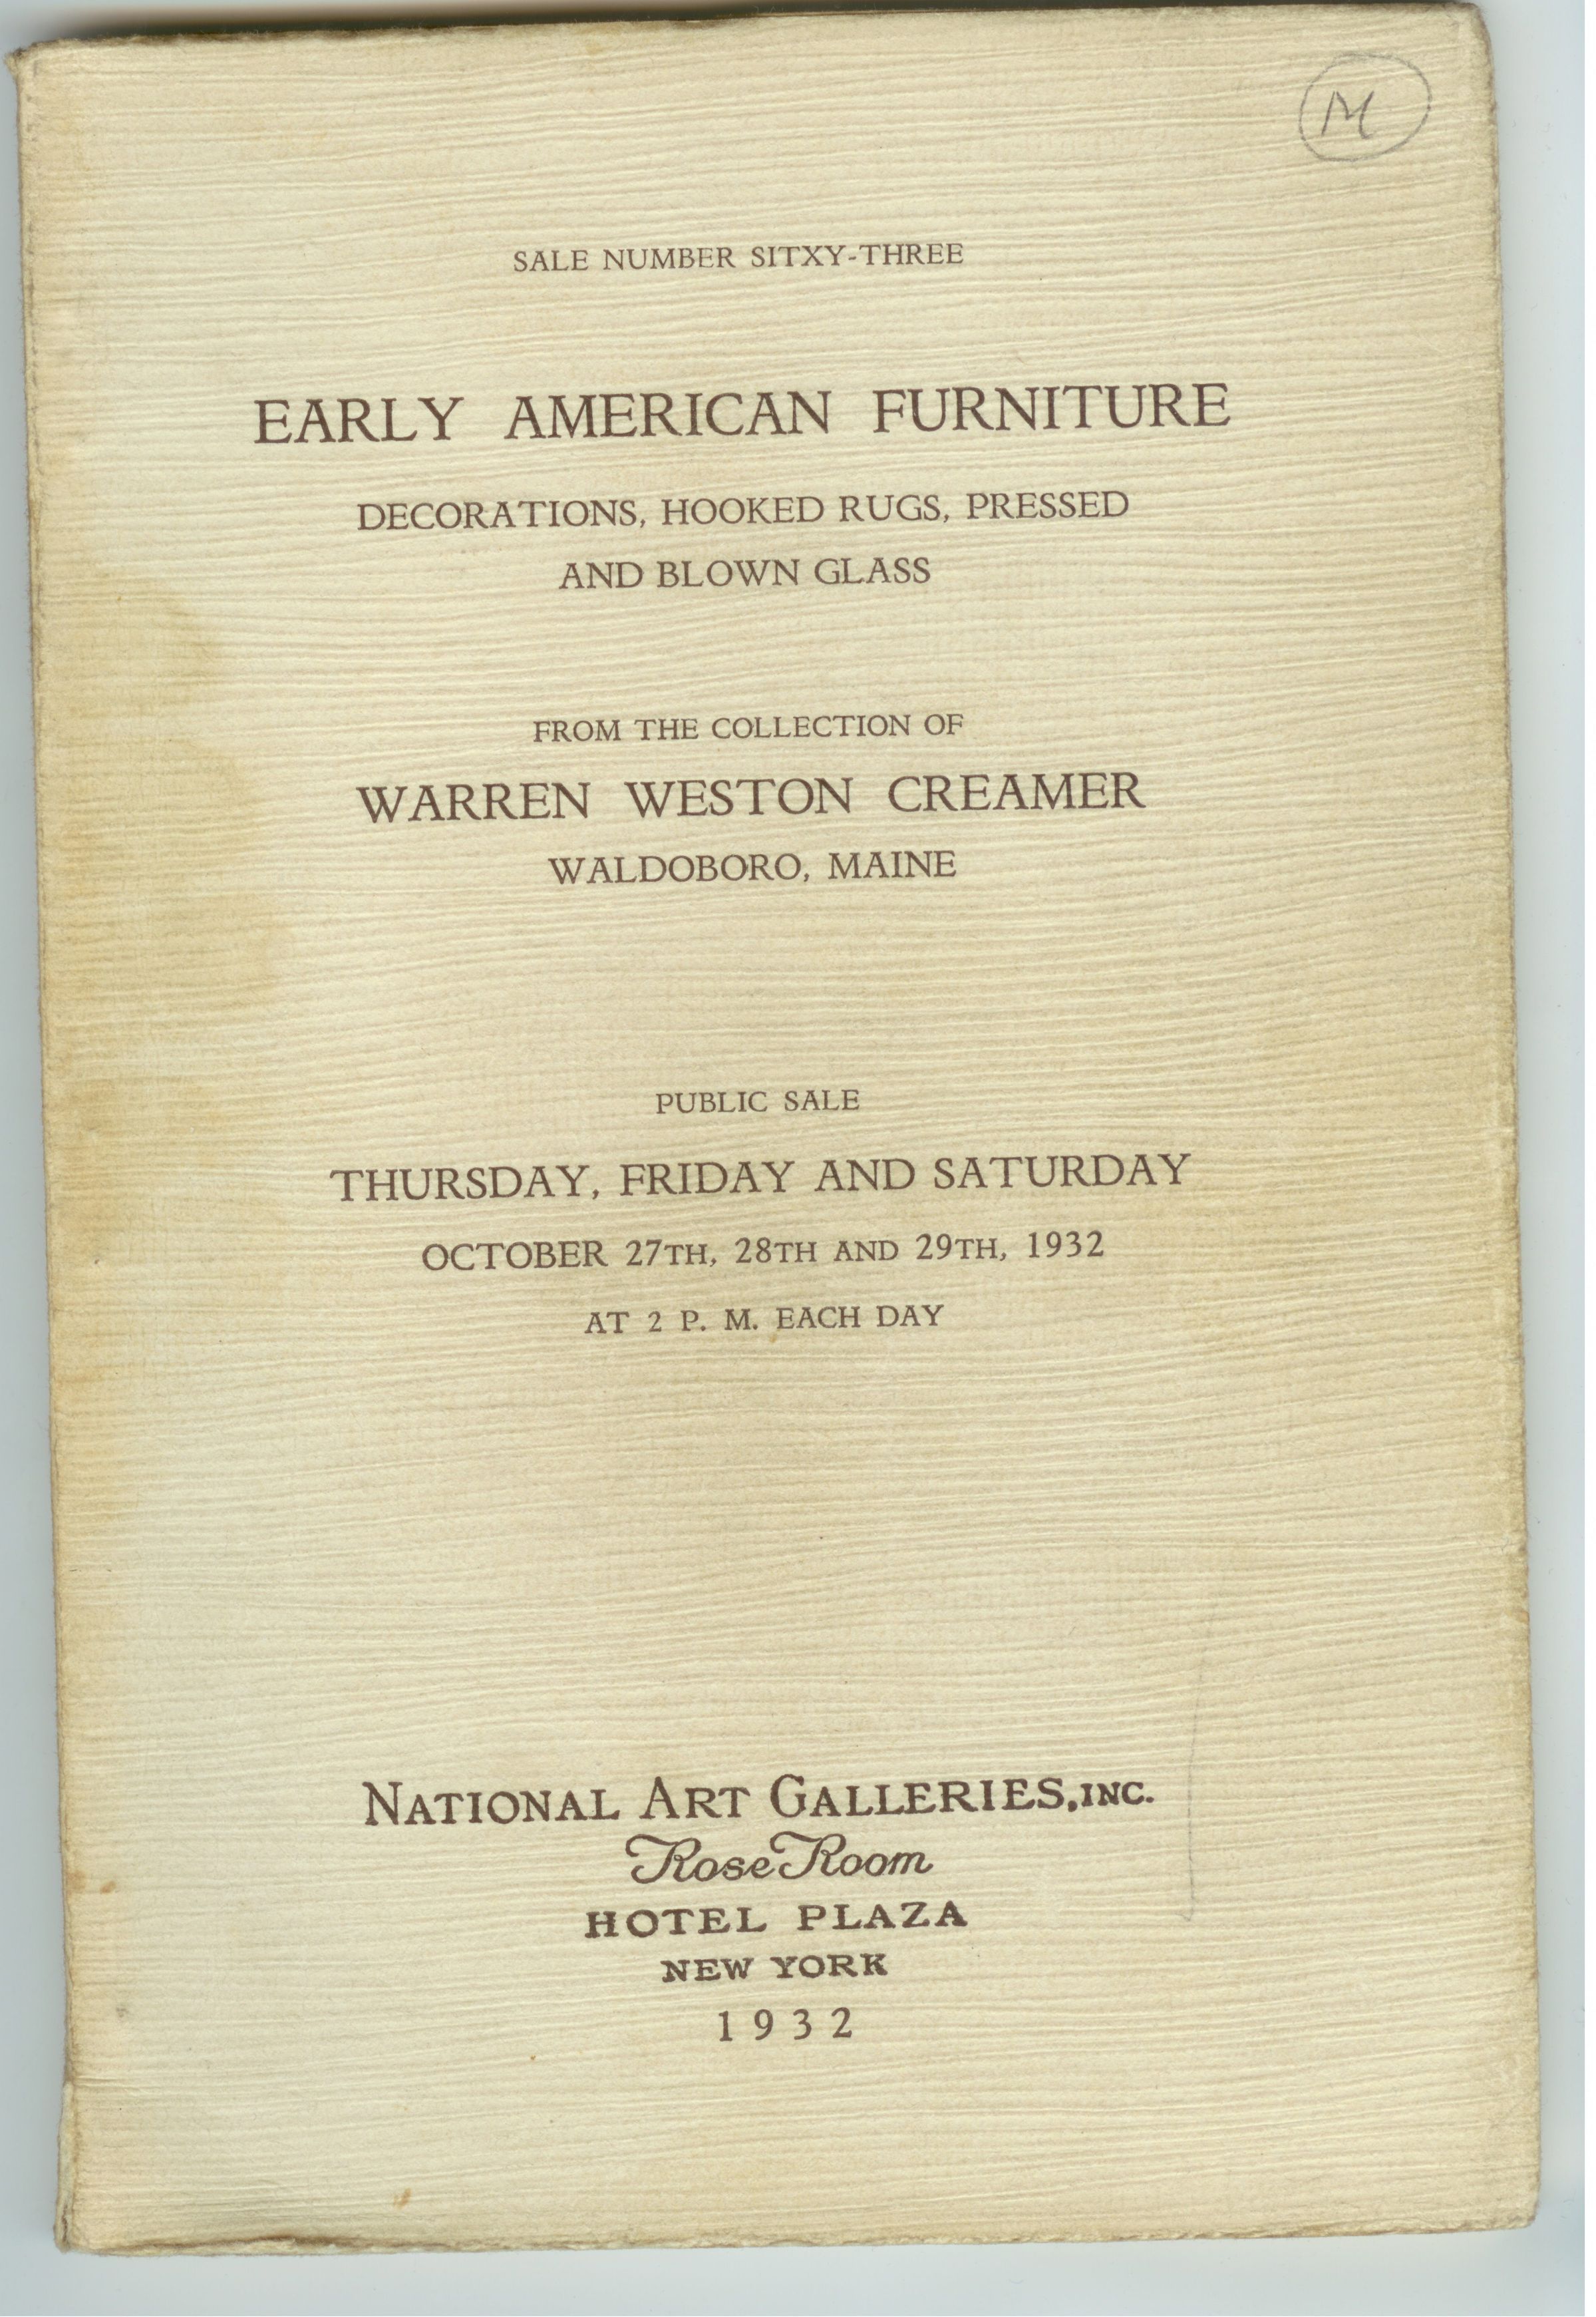 M
SALE NUMBER SITXY-THREE
EARLY AMERICAN FURNITURE
DECORATIONS, HOOKED RUGS, PRESSED
AND BLOWN GLASS
FROM THE COLLECTION OF
WARREN WESTON CREAMER
WALDOBORO, MAINE
PUBLIC SALE
THURSDAY, FRIDAY AND SATURDAY
OCTOBER 27TH, 28TH AND 29TH, 1932
AT 2 P. M. EACH DAY
NATIONAL ART GALLERIES, INC.
Rose Room
HOTEL PLAZA
NEW YORK
1932